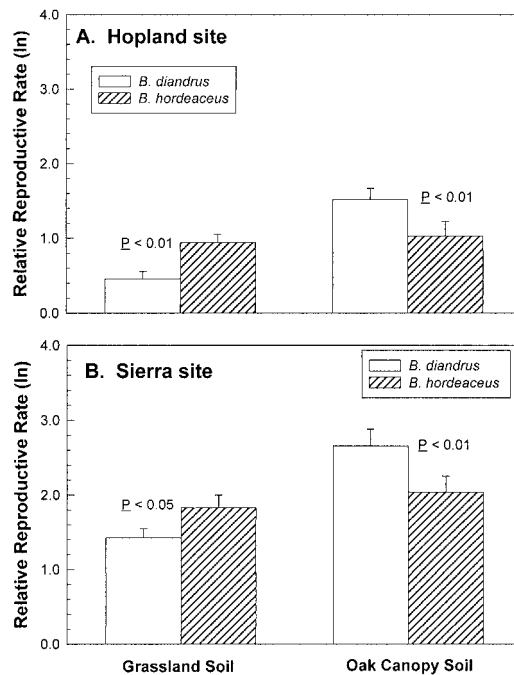 A. Hopland site
B. diandrus
B. hordeaceus
Relative Reproductive Rate (ln)
4.0
3.0
2.0
1.0
0.0
P < 0.01
P < 0.01
B. Sierra site
B. diandrus
B. hordeaceus
Relative Reproductive Rate (ln)
4.0
3.0
2.0
1.0
0.0
P < 0.05
P < 0.01
Grassland Soil
Oak Canopy Soil